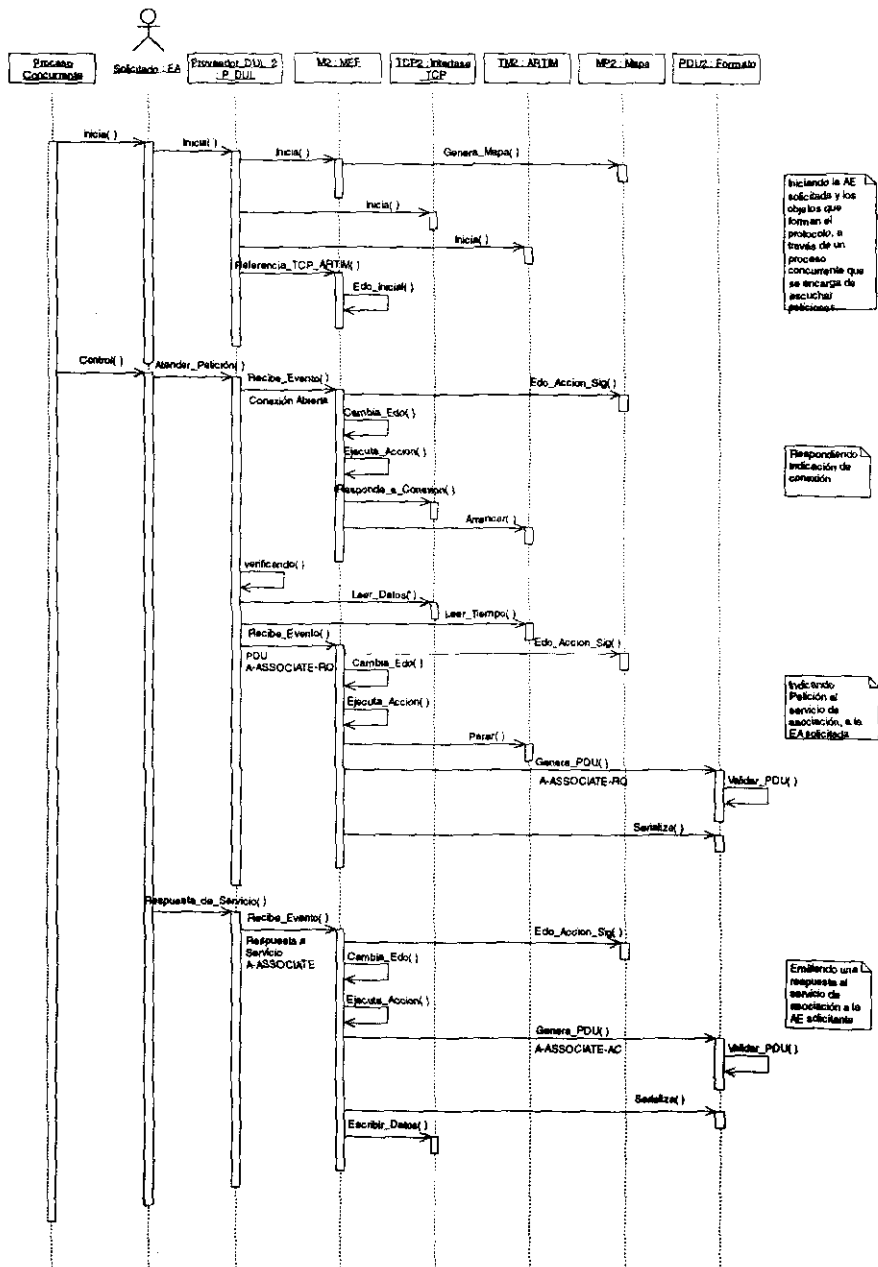 Proceso
Concurrente
Solicitado : EA
Proveedor_DUL_2
: P_DUL
M2 : MEF
TCP2 : Interfase
TCP
TM2 : ARTIM
MP2 : Mapa
PDU2 : Formato
Inicia( )
Inicia( )
Inicia( )
Genera_Mapa( )
Inicia( )
Inicia( )
Referencia_TCP_ARTIM( )
Edo_Inicial( )
Iniciando la AE
solicitada y los
objetos que
forman el
protocolo, a
través de un
proceso
concurrente que
se encarga de
escuchar
peticiones
Control( )
Atender_Petición( )
Recibe_Evento( )
Conexión Abierta
Edo_Accion_Sig( )
Cambia_Edo( )
Ejecuta_Accion( )
Responde_a_Conexion( )
Arrancar( )
Respondiendo
indicación de
conexión
verificando( )
Leer_Datos( )
Leer_Tiempo( )
Recibe_Evento( )
PDU
A-ASSOCIATE-RQ
Edo_Accion_Sig( )
Cambia_Edo( )
Ejecuta_Accion( )
Parar( )
Genera_PDU( )
A-ASSOCIATE-RQ
Validar_PDU( )
Serializa( )
Indicando
Petición al
servicio de
asociación, a la
EA solicitada
Respuesta_de_Servicio( )
Recibe_Evento( )
Respuesta a
Servicio
A-ASSOCIATE
Edo_Accion_Sig( )
Cambia_Edo( )
Ejecuta_Accion( )
Genera_PDU( )
A-ASSOCIATE-AC
Validar_PDU( )
Serializa( )
Escribir_Datos( )
Emitiendo una
respuesta al
servicio de
asociación a la
AE solicitante